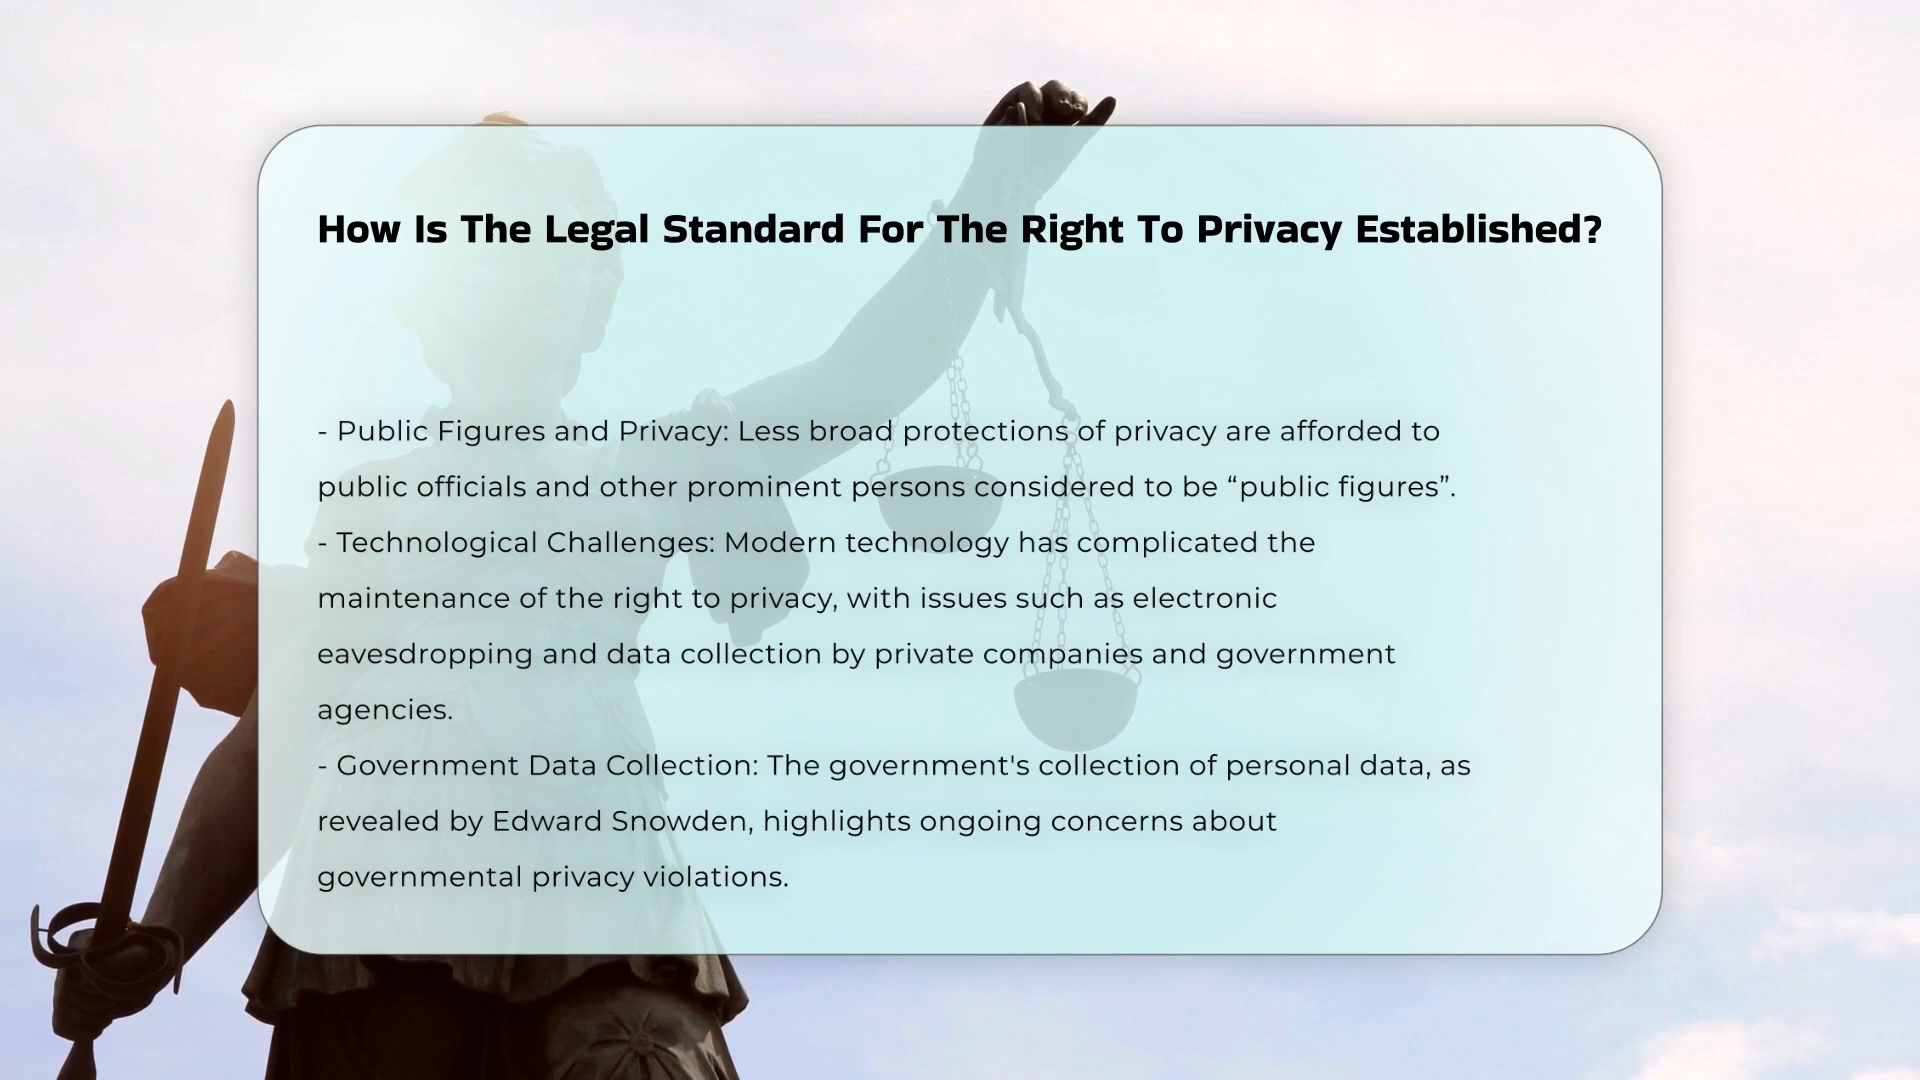 How Is The Legal Standard For The Right To Privacy Established?
- Public Figures and Privacy: Less broad protections of privacy are afforded to
public officials and other prominent persons considered to be “public figures”.
- Technological Challenges: Modern technology has complicated the
maintenance of the right to privacy, with issues such as electronic
eavesdropping and data collection by private companies and government
agencies.
- Government Data Collection: The government's collection of personal data, as
revealed by Edward Snowden, highlights ongoing concerns about
governmental privacy violations.